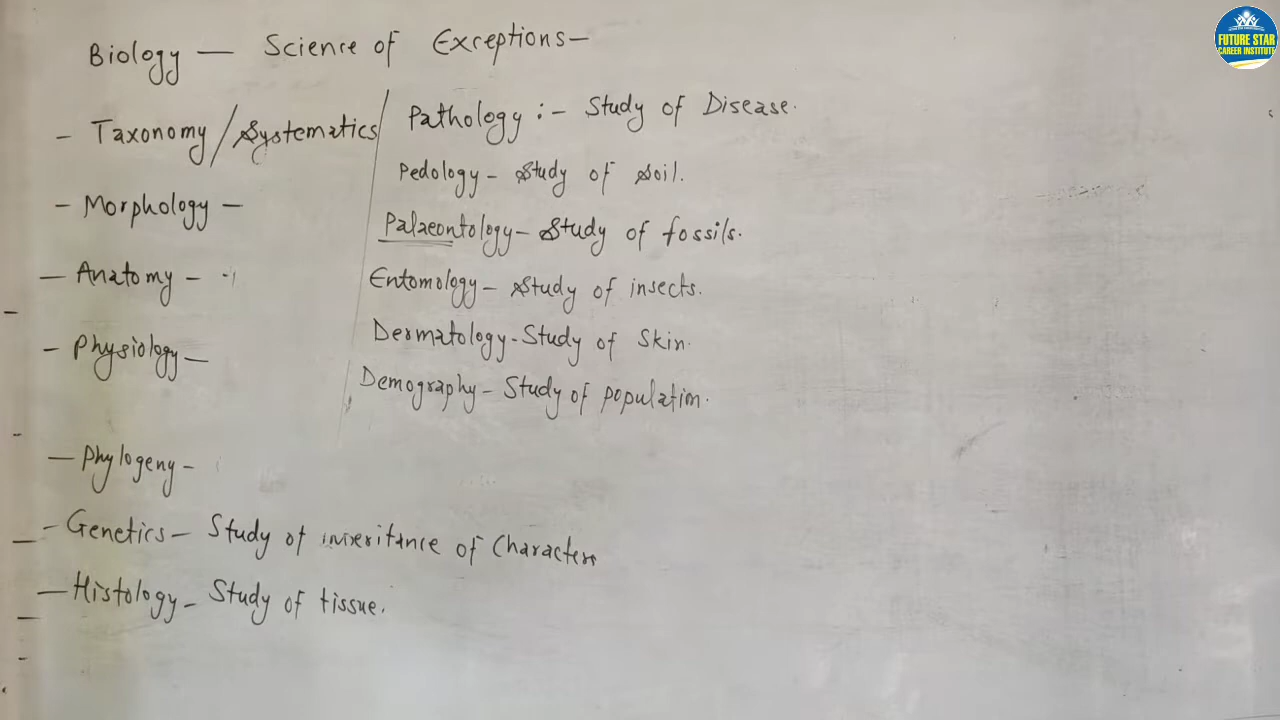 Biology — Science of Exceptions—
- Taxonomy / Systematics
- Morphology -
- Anatomy -
- Physiology -
- Phylogeny -
- Genetics - Study of inheritance of Characters
- Histology - Study of tissue.
Pathology :- Study of Disease.
Pedology - Study of Soil.
Palaeontology - Study of fossils.
Entomology - Study of insects.
Dermatology - Study of Skin.
Demography - Study of population.
FUTURE STAR
CAREER INSTITUTE